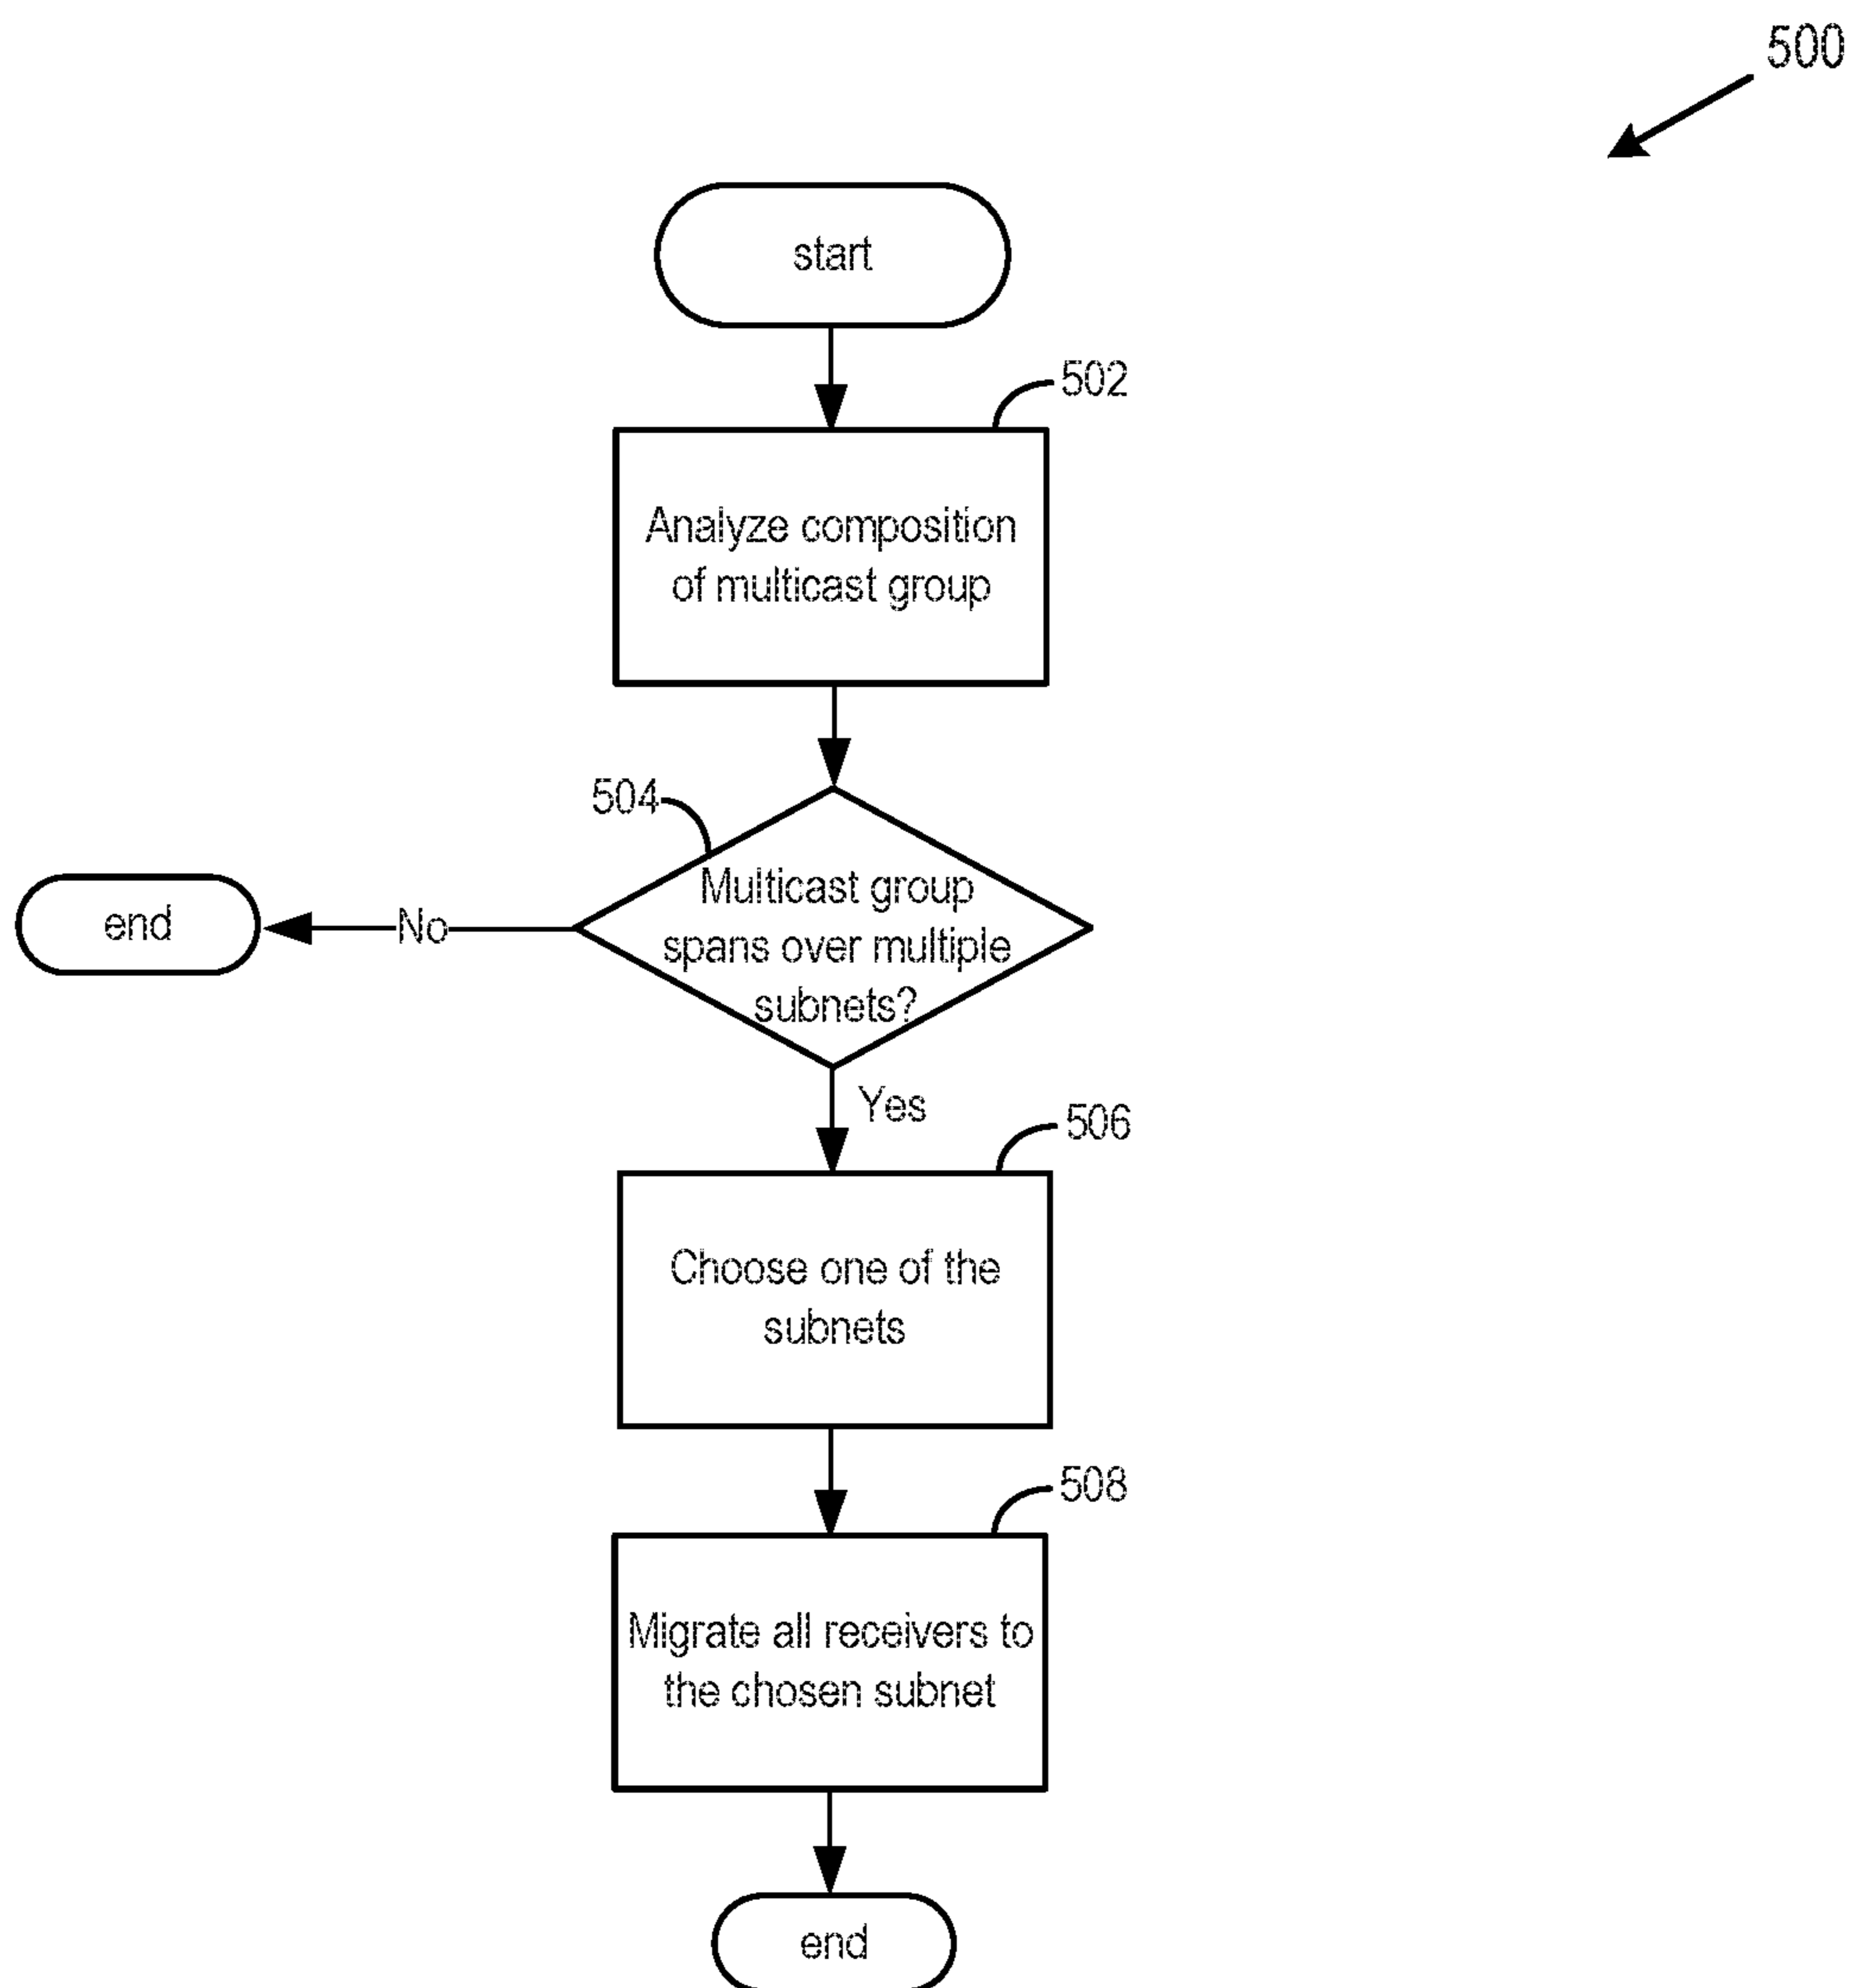 500
start
502
Analyze composition
of multicast group
504
Multicast group
spans over multiple
subnets?
end
No
Yes
506
Choose one of the
subnets
508
Migrate all receivers to
the chosen subnet
end